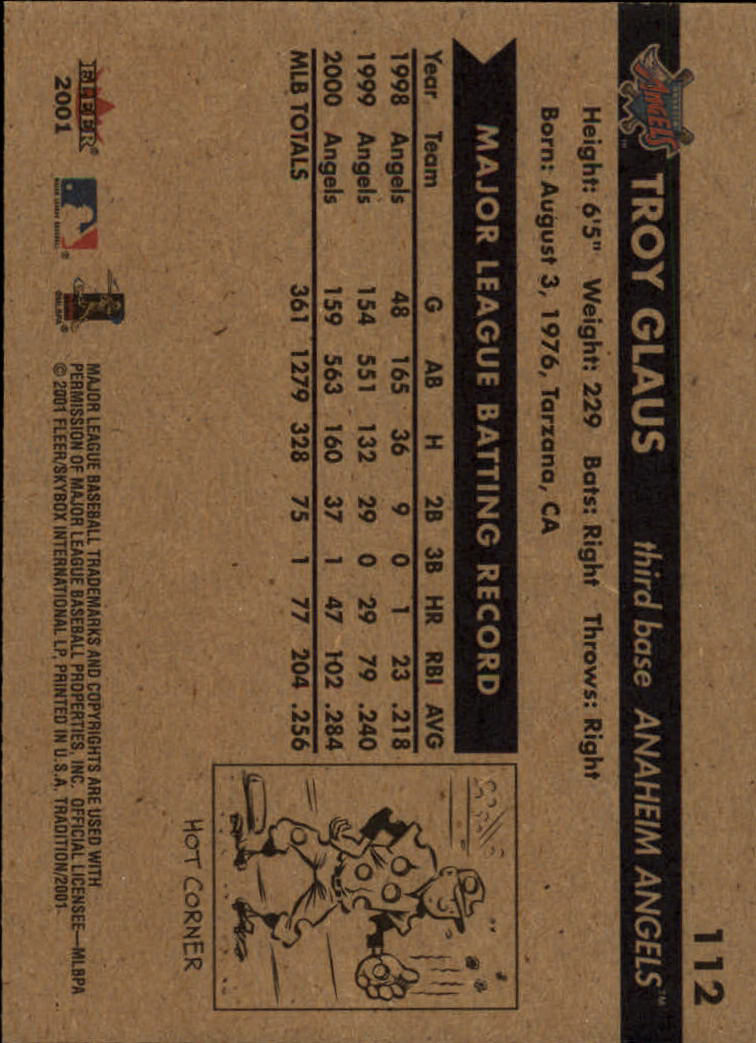 112
ANGELS TROY GLAUS third base ANAHEIM ANGELS™
Height: 6'5" Weight: 229 Bats: Right Throws: Right
Born: August 3, 1976, Tarzana, CA
MAJOR LEAGUE BATTING RECORD
Year Team G AB H 2B 3B HR RBI AVG
1998 Angels 48 165 36 9 0 1 23 .218
1999 Angels 154 551 132 29 0 29 79 .240
2000 Angels 159 563 160 37 1 47 102 .284
MLB TOTALS 361 1279 328 75 1 77 204 .256
HOT CORNER
FLEER®
2001
MAJOR LEAGUE BASEBALL®
MLBPA®
MAJOR LEAGUE BASEBALL TRADEMARKS AND COPYRIGHTS ARE USED WITH
PERMISSION OF MAJOR LEAGUE BASEBALL PROPERTIES, INC. OFFICIAL LICENSEE—MLBPA
© 2001 FLEER/SKYBOX INTERNATIONAL LP, PRINTED IN U.S.A. TRADITION/2001